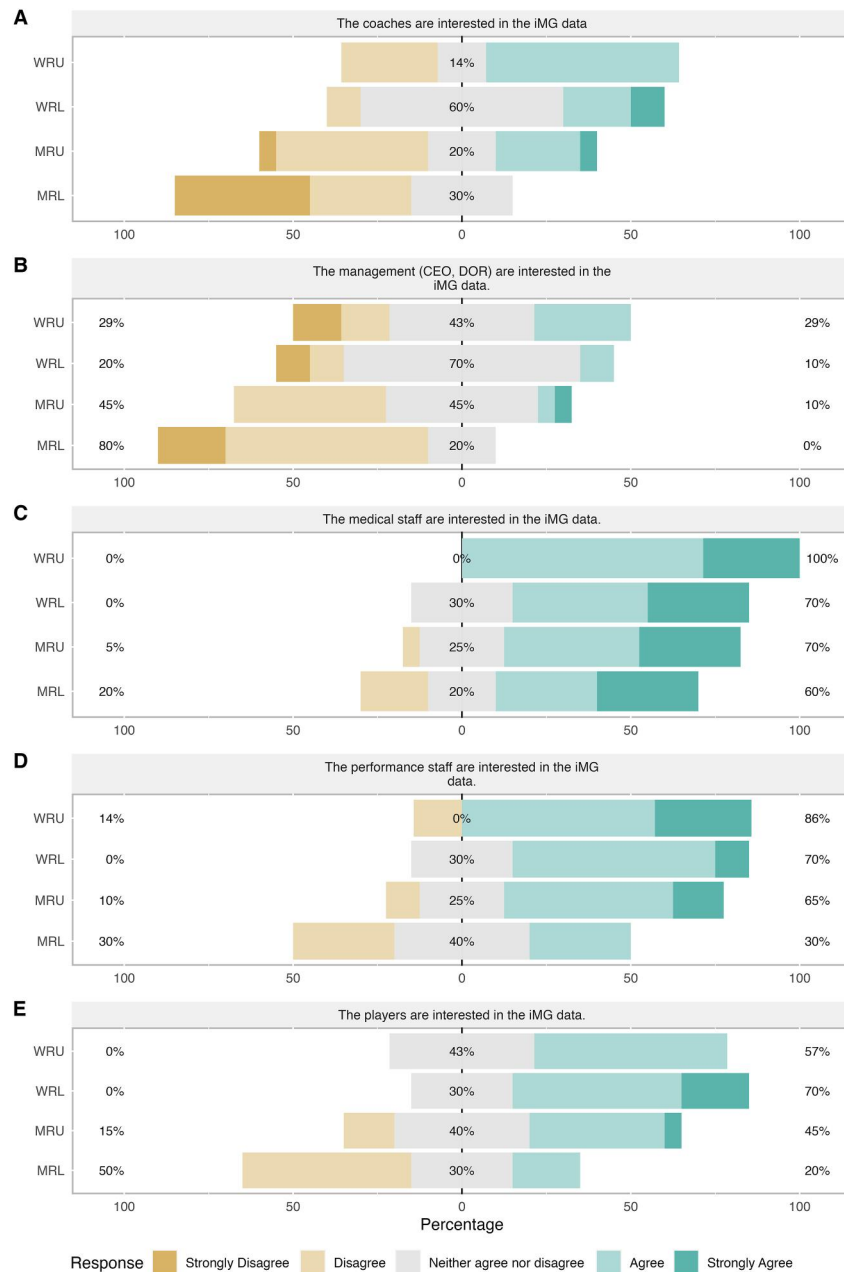 A
The coaches are interested in the iMG data
WRU 14%
WRL 60%
MRU 20%
MRL 30%
100 50 0 50 100
B
The management (CEO, DOR) are interested in the
iMG data.
WRU 29% 43% 29%
WRL 20% 70% 10%
MRU 45% 45% 10%
MRL 80% 20% 0%
100 50 0 50 100
C
The medical staff are interested in the iMG data.
WRU 0% 0% 100%
WRL 0% 30% 70%
MRU 5% 25% 70%
MRL 20% 20% 60%
100 50 0 50 100
D
The performance staff are interested in the iMG
data.
WRU 14% 0% 86%
WRL 0% 30% 70%
MRU 10% 25% 65%
MRL 30% 40% 30%
100 50 0 50 100
E
The players are interested in the iMG data.
WRU 0% 43% 57%
WRL 0% 30% 70%
MRU 15% 40% 45%
MRL 50% 30% 20%
100 50 0 50 100
Percentage
Response Strongly Disagree Disagree Neither agree nor disagree Agree Strongly Agree